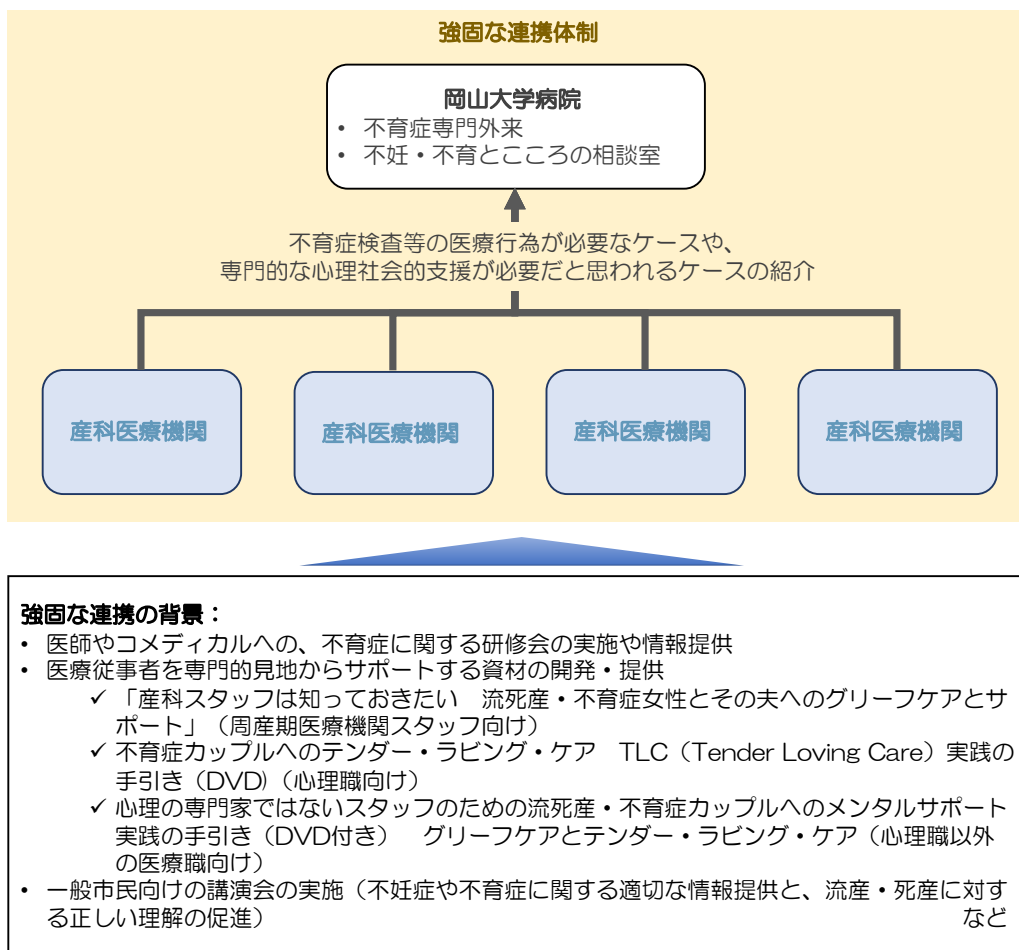 強固な連携体制
岡山大学病院
• 不育症専門外来
• 不妊・不育とこころの相談室
不育症検査等の医療行為が必要なケースや、
専門的な心理社会的支援が必要だと思われるケースの紹介
産科医療機関
産科医療機関
産科医療機関
産科医療機関
強固な連携の背景：
• 医師やコメディカルへの、不育症に関する研修会の実施や情報提供
• 医療従事者を専門的見地からサポートする資材の開発・提供
✓ 「産科スタッフは知っておきたい　流死産・不育症女性とその夫へのグリーフケアとサ
ポート」（周産期医療機関スタッフ向け）
✓ 不育症カップルへのテンダー・ラビング・ケア　TLC（Tender Loving Care）実践の
手引き（DVD)（心理職向け）
✓ 心理の専門家ではないスタッフのための流死産・不育症カップルへのメンタルサポート
実践の手引き（DVD付き）　グリーフケアとテンダー・ラビング・ケア（心理職以外
の医療職向け）
• 一般市民向けの講演会の実施（不妊症や不育症に関する適切な情報提供と、流産・死産に対す
る正しい理解の促進）　など